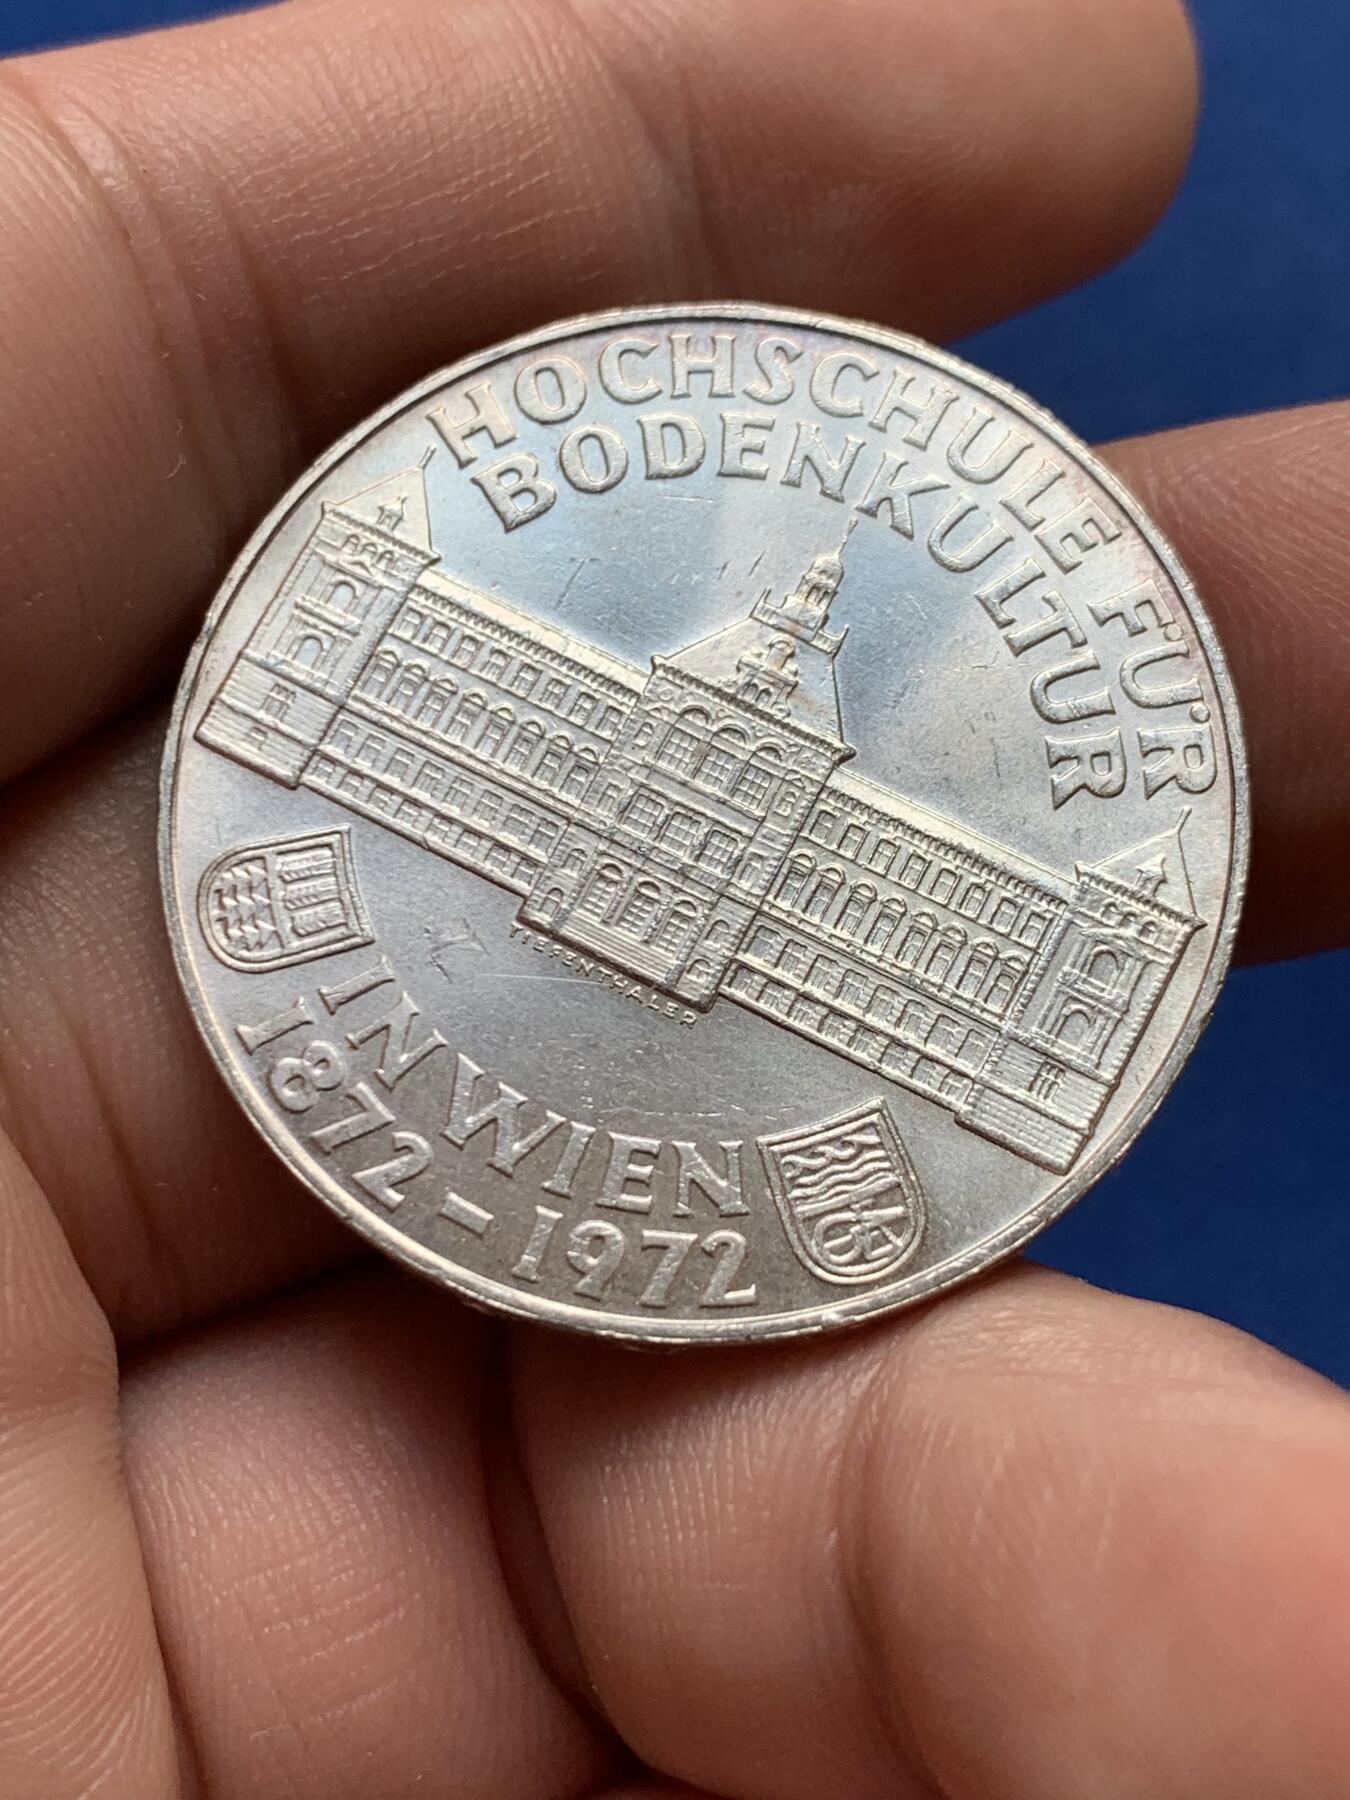 HOCHSCHULE FÜR
BODENKULTUR
TIEFENTHALER
IN WIEN
1872-1972